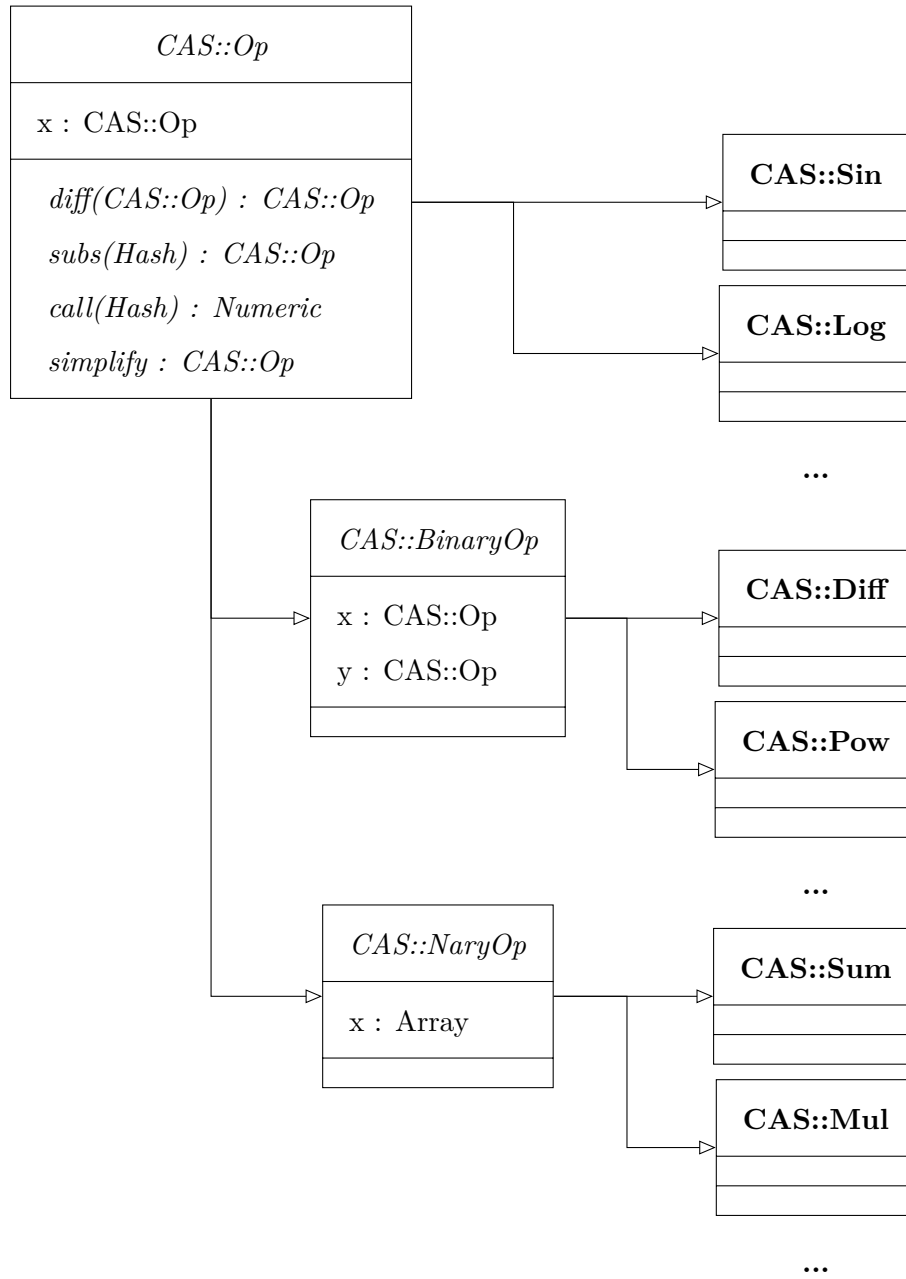 CAS::Op
x : CAS::Op
diff(CAS::Op) : CAS::Op
subs(Hash) : CAS::Op
call(Hash) : Numeric
simplify : CAS::Op
CAS::Sin
CAS::Log
...
CAS::BinaryOp
x : CAS::Op
y : CAS::Op
CAS::Diff
CAS::Pow
...
CAS::NaryOp
x : Array
CAS::Sum
CAS::Mul
...